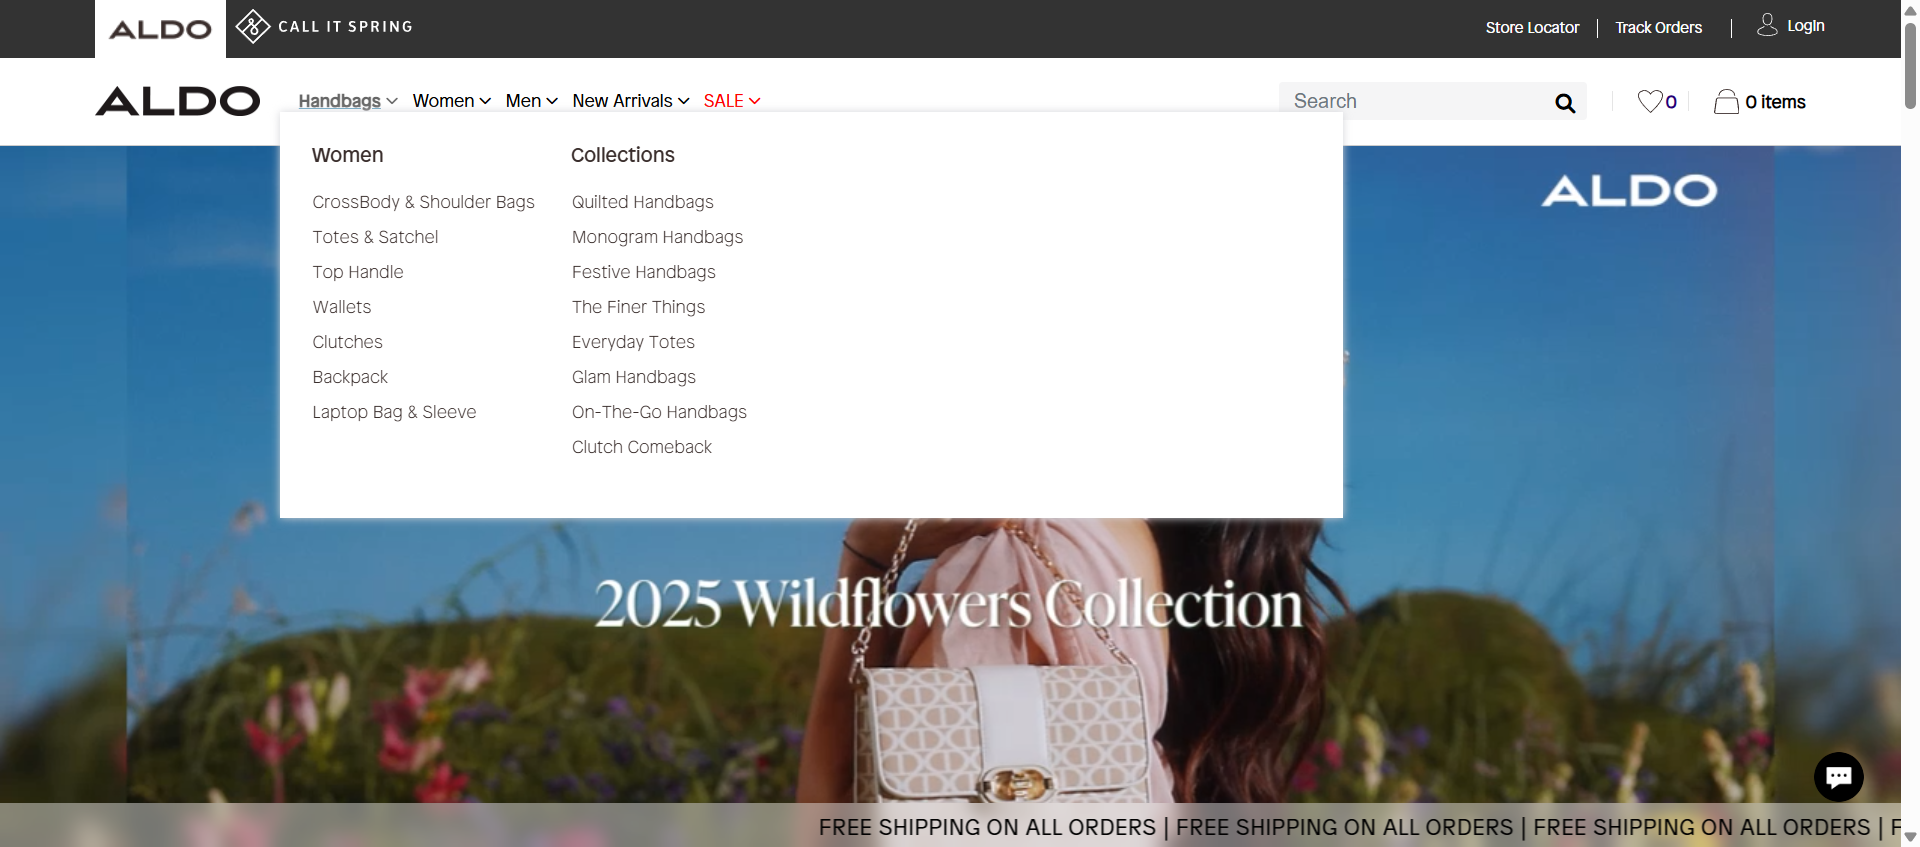 ALDO
CALL IT SPRING
Store Locator
Track Orders
Login
ALDO
Handbags
Women
Men
New Arrivals
SALE
Search
0
0 items
Women
CrossBody & Shoulder Bags
Totes & Satchel
Top Handle
Wallets
Clutches
Backpack
Laptop Bag & Sleeve
Collections
Quilted Handbags
Monogram Handbags
Festive Handbags
The Finer Things
Everyday Totes
Glam Handbags
On-The-Go Handbags
Clutch Comeback
ALDO
2025 Wildflowers Collection
FREE SHIPPING ON ALL ORDERS | FREE SHIPPING ON ALL ORDERS | FREE SHIPPING ON ALL ORDERS | F